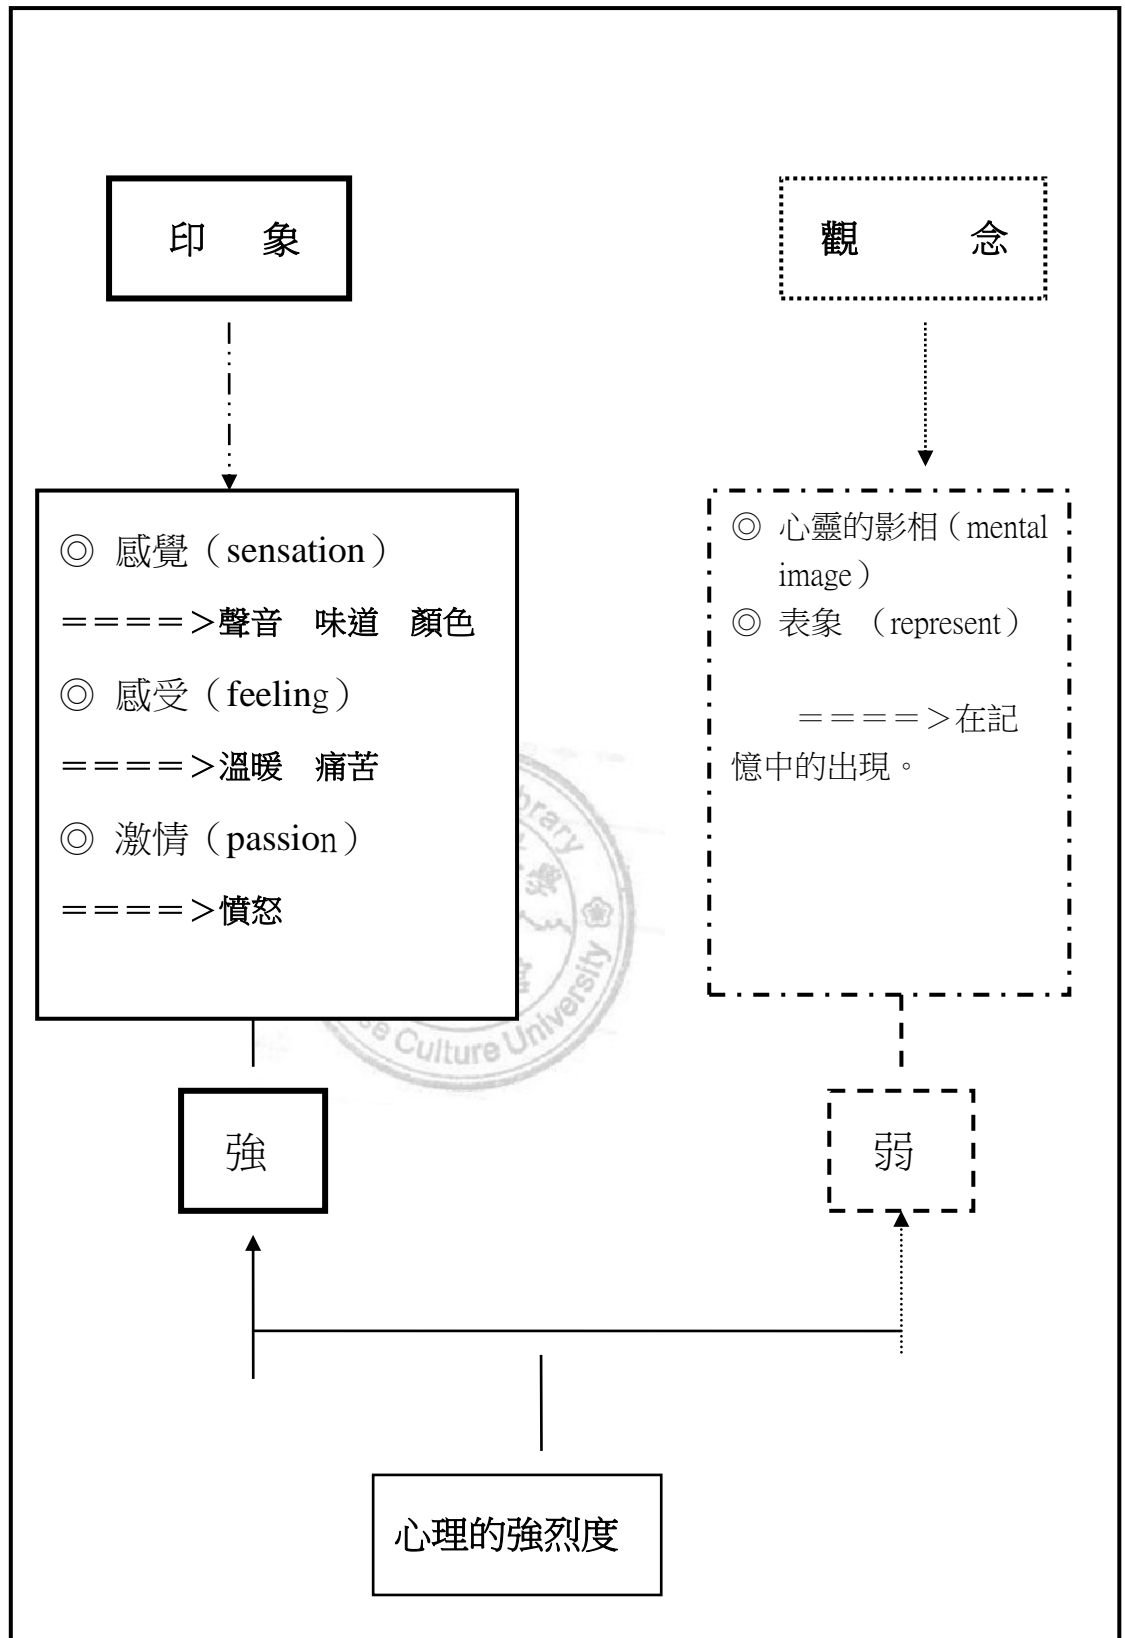 印 象
觀 念
◎ 感覺（sensation）
＝＝＝＝＞聲音 味道 顏色
◎ 感受（feeling）
＝＝＝＝＞溫暖 痛苦
◎ 激情（passion）
＝＝＝＝＞憤怒
◎ 心靈的影相（mental
image）
◎ 表象 （represent）
＝＝＝＝＞在記
憶中的出現。
強
弱
心理的強烈度
Culture University